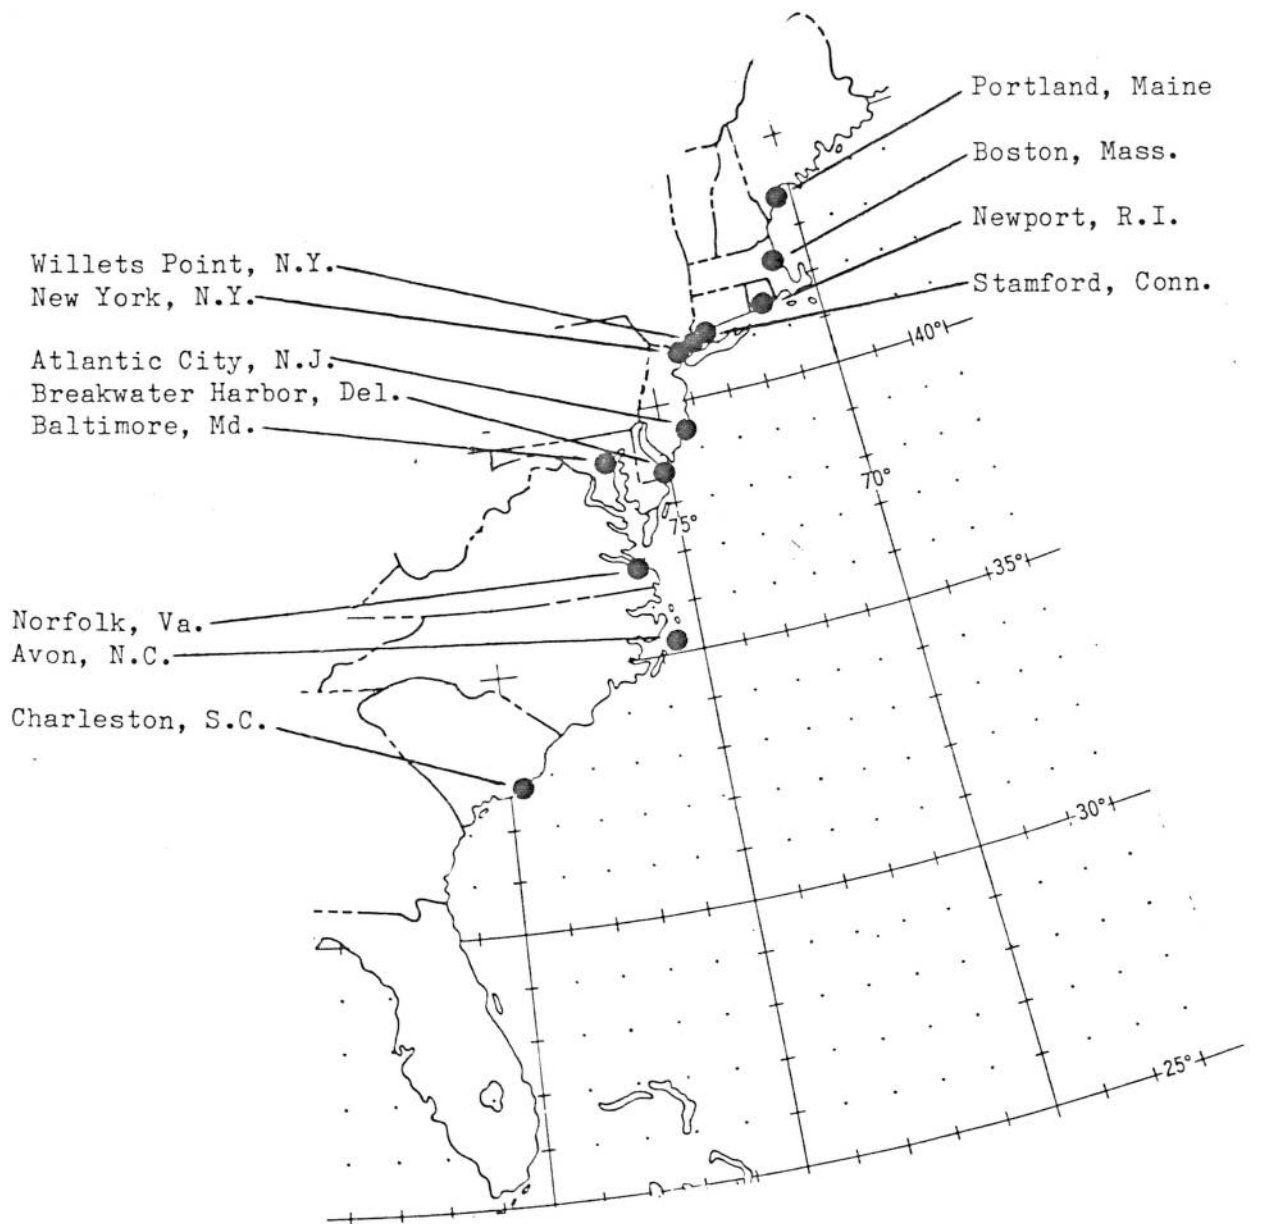 Portland, Maine
Boston, Mass.
Newport, R.I.
Willets Point, N.Y.
New York, N.Y.
Stamford, Conn.
40°
Atlantic City, N.J.
Breakwater Harbor, Del.
Baltimore, Md.
70°
75°
35°
Norfolk, Va.
Avon, N.C.
Charleston, S.C.
30°
25°